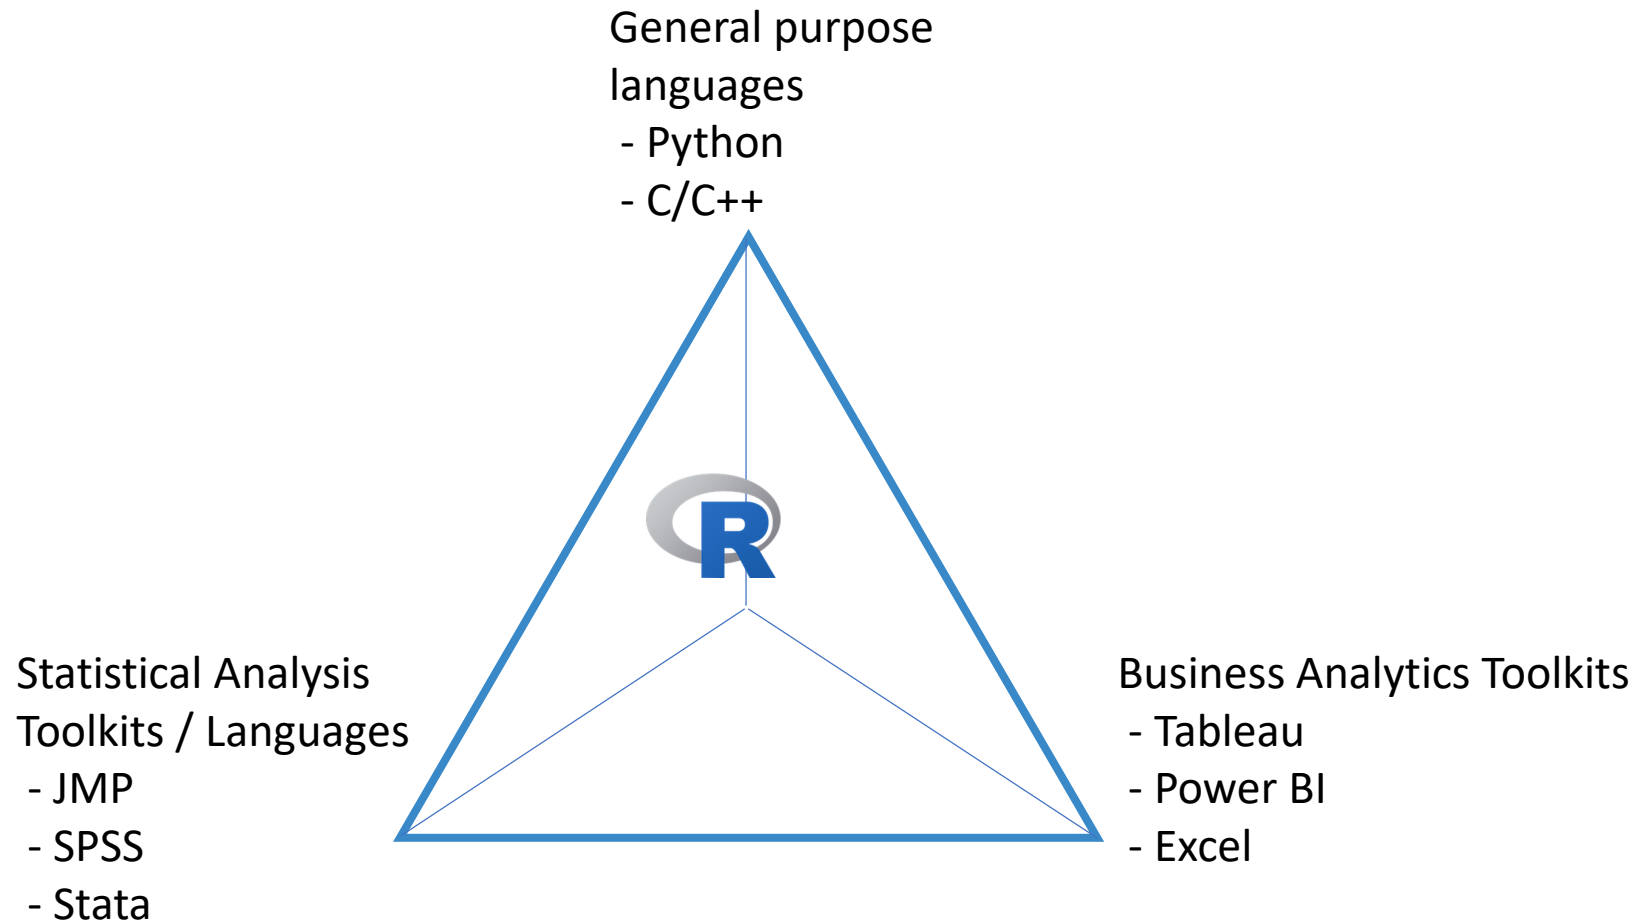 General purpose
languages
- Python
- C/C++
R
Statistical Analysis
Toolkits / Languages
- JMP
- SPSS
- Stata
Business Analytics Toolkits
- Tableau
- Power BI
- Excel